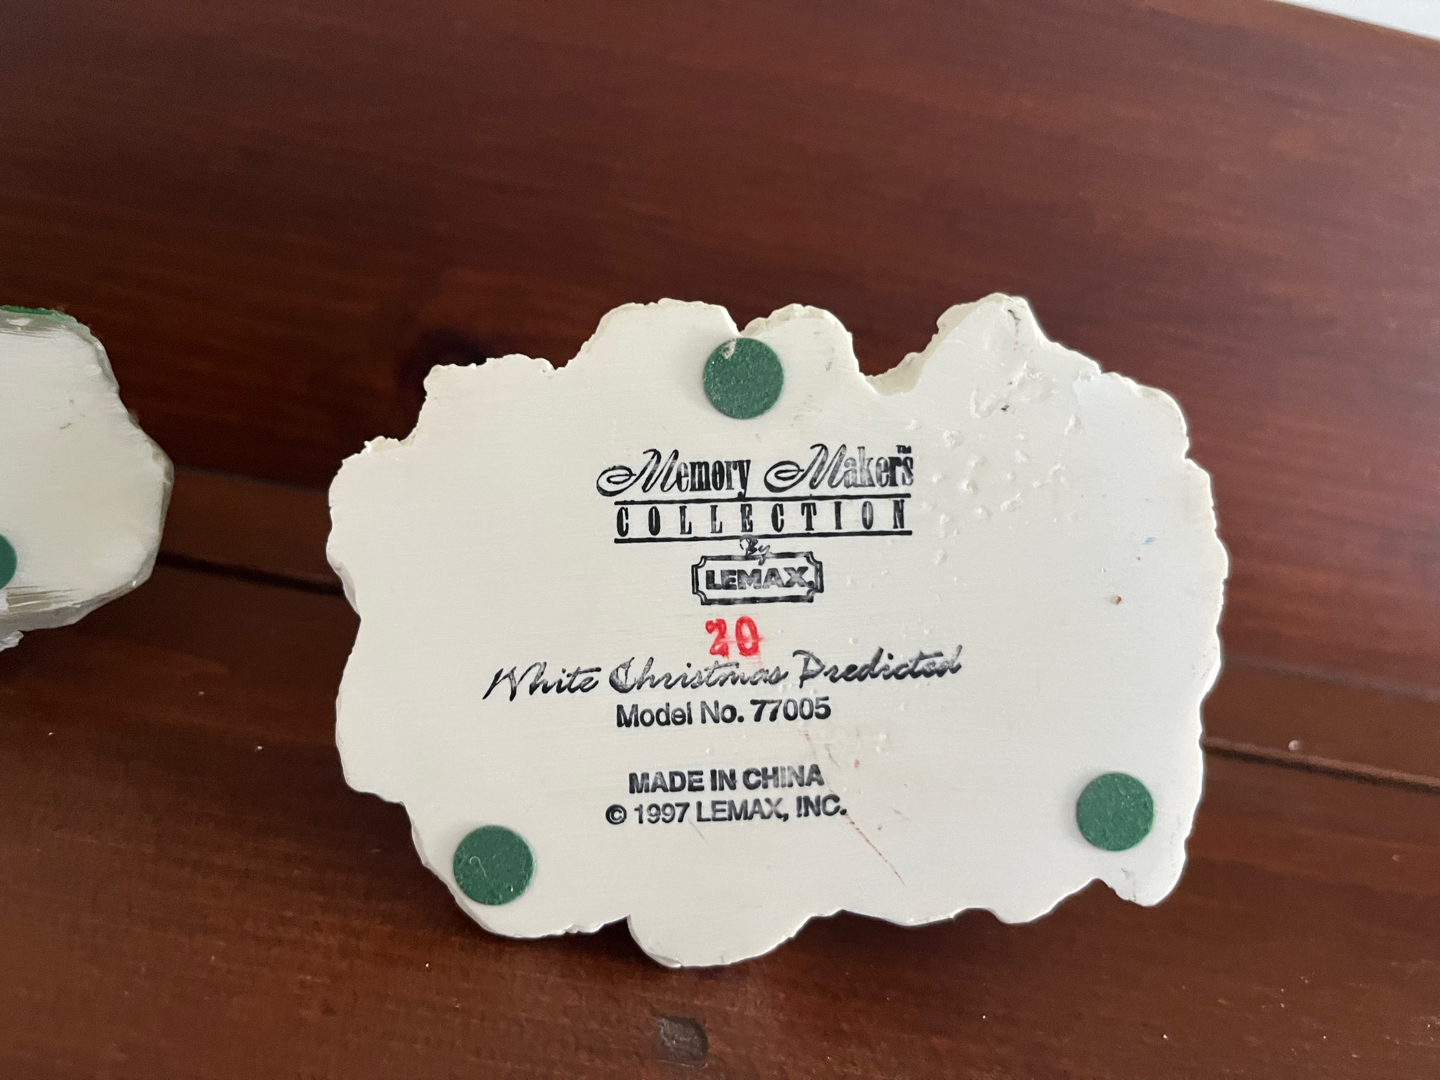 Memory Makers™
COLLECTION
By
LEMAX®
20
White Christmas Predicted
Model No. 77005
MADE IN CHINA
© 1997 LEMAX, INC.